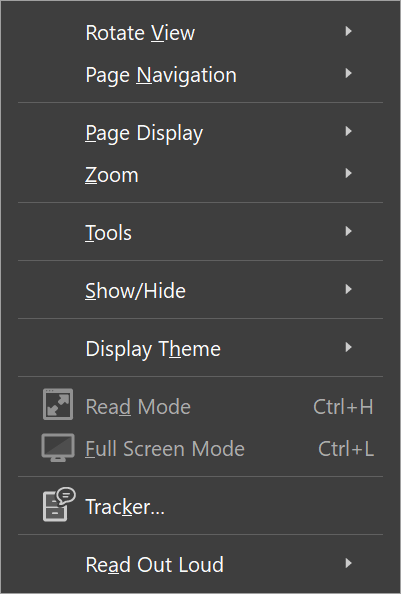 Rotate View
Page Navigation
Page Display
Zoom
Tools
Show/Hide
Display Theme
Read Mode Ctrl+H
Full Screen Mode Ctrl+L
Tracker...
Read Out Loud